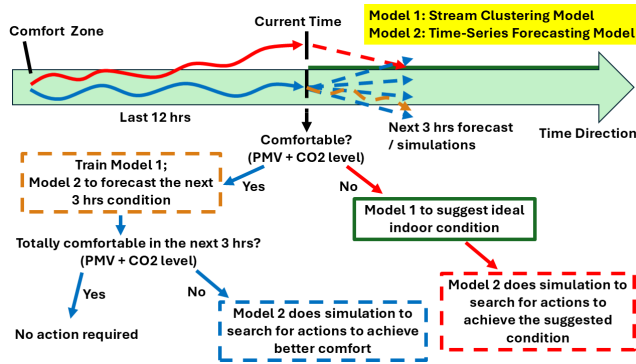 Current Time
Model 1: Stream Clustering Model
Model 2: Time-Series Forecasting Model
Comfort Zone
Last 12 hrs
Next 3 hrs forecast
/ simulations
Time Direction
Comfortable?
(PMV + CO2 level)
Yes
No
Train Model 1;
Model 2 to forecast the next
3 hrs condition
Model 1 to suggest ideal
indoor condition
Totally comfortable in the next 3 hrs?
(PMV + CO2 level)
Yes
No
No action required
Model 2 does simulation to
search for actions to achieve
better comfort
Model 2 does simulation to
search for actions to
achieve the suggested
condition